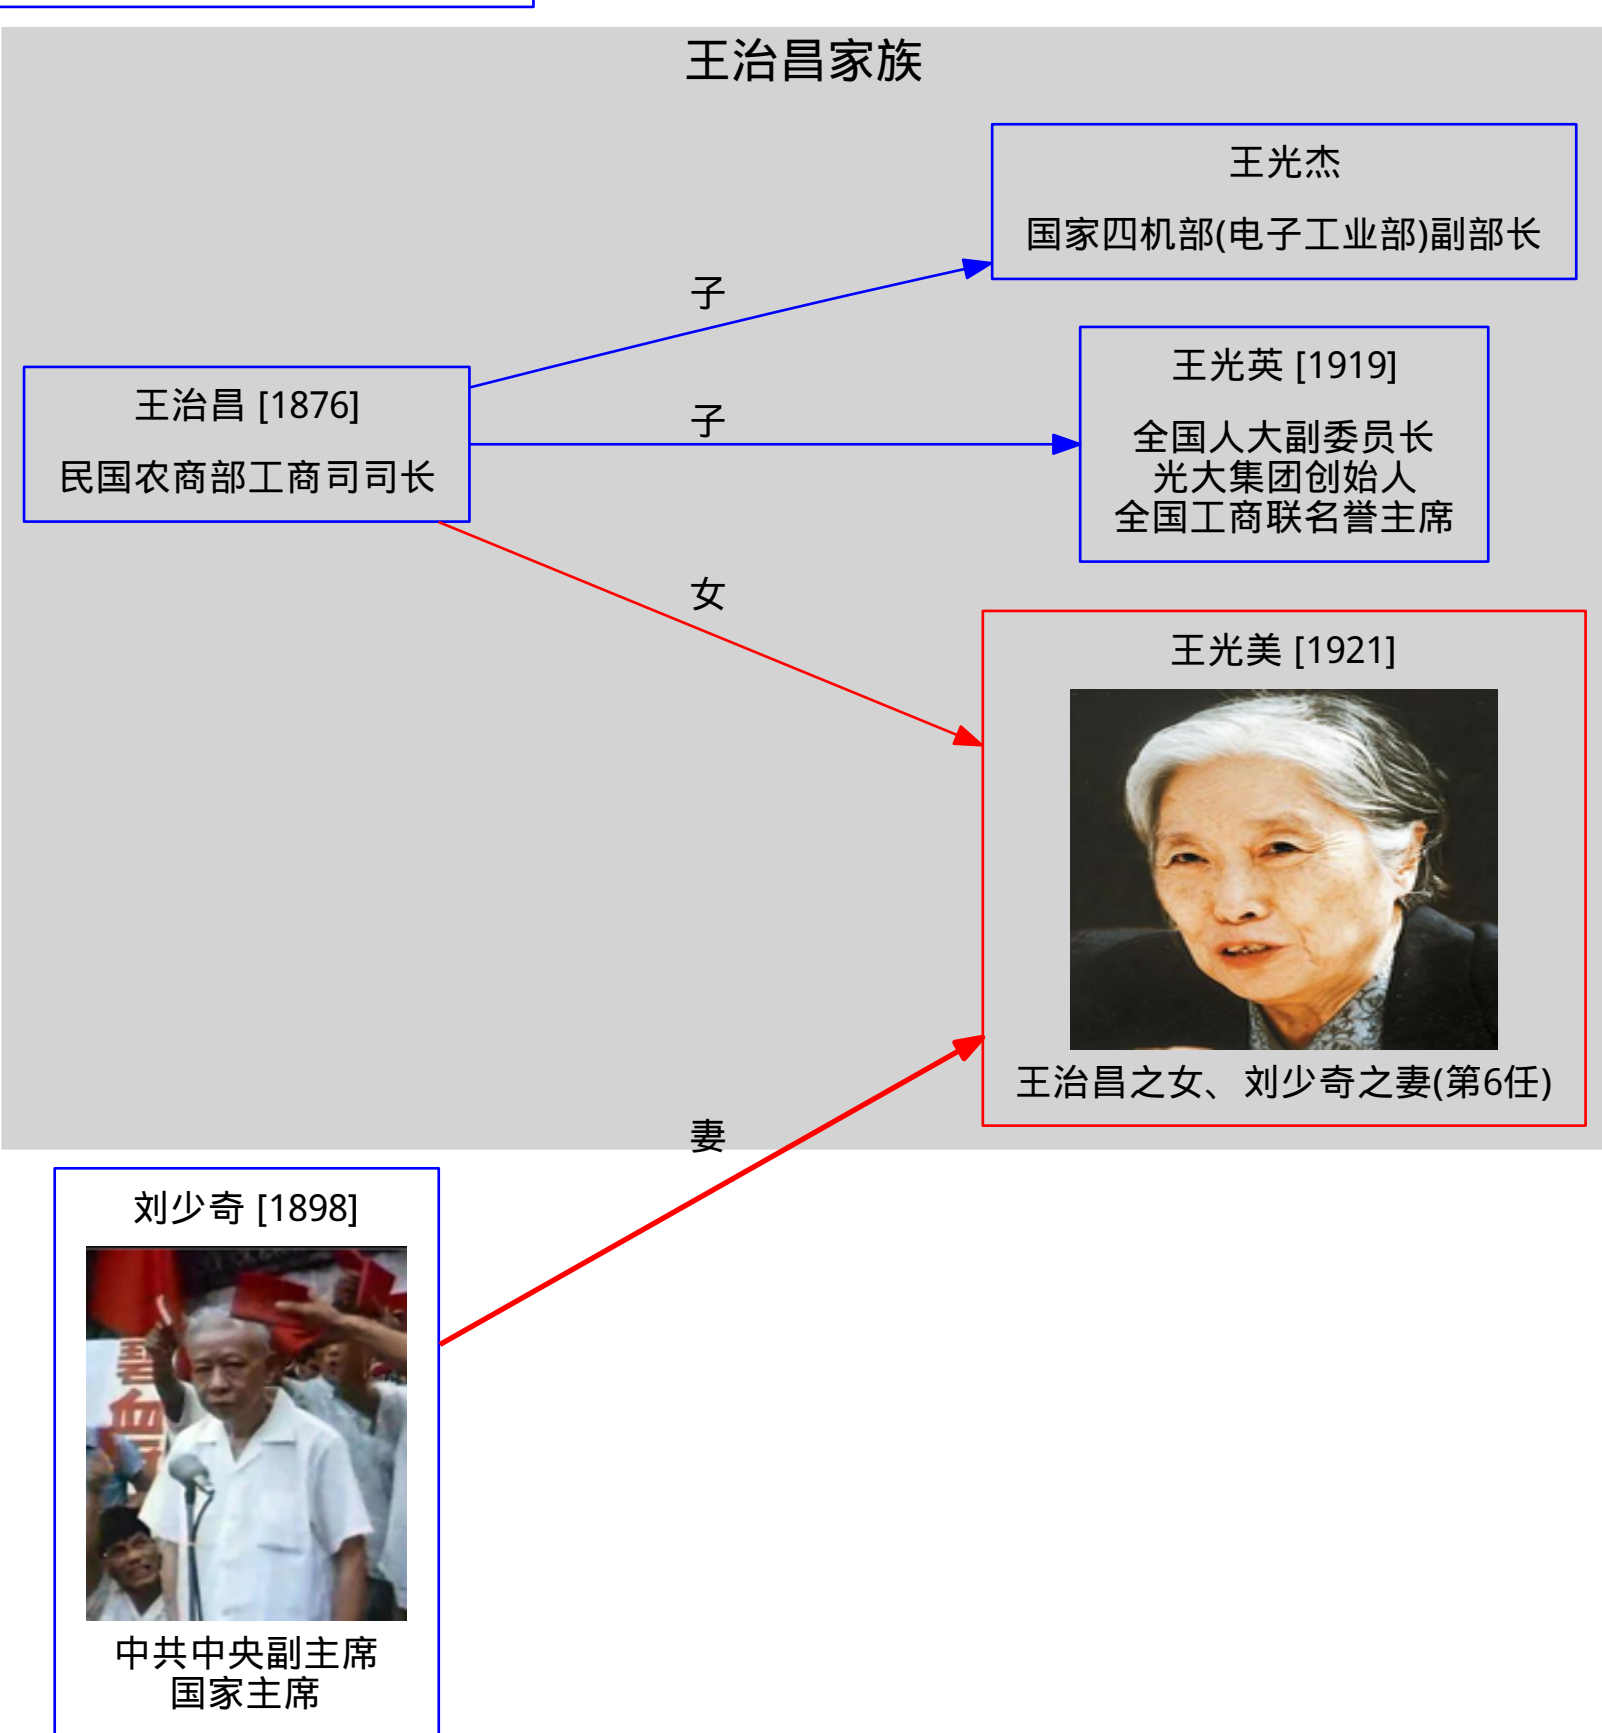 王治昌家族
王光杰
国家四机部(电子工业部)副部长
子
王光英 [1919]
全国人大副委员长
光大集团创始人
全国工商联名誉主席
王治昌 [1876]
民国农商部工商司司长
子
女
王光美 [1921]
王治昌之女、刘少奇之妻(第6任)
妻
刘少奇 [1898]
血
中共中央副主席
国家主席